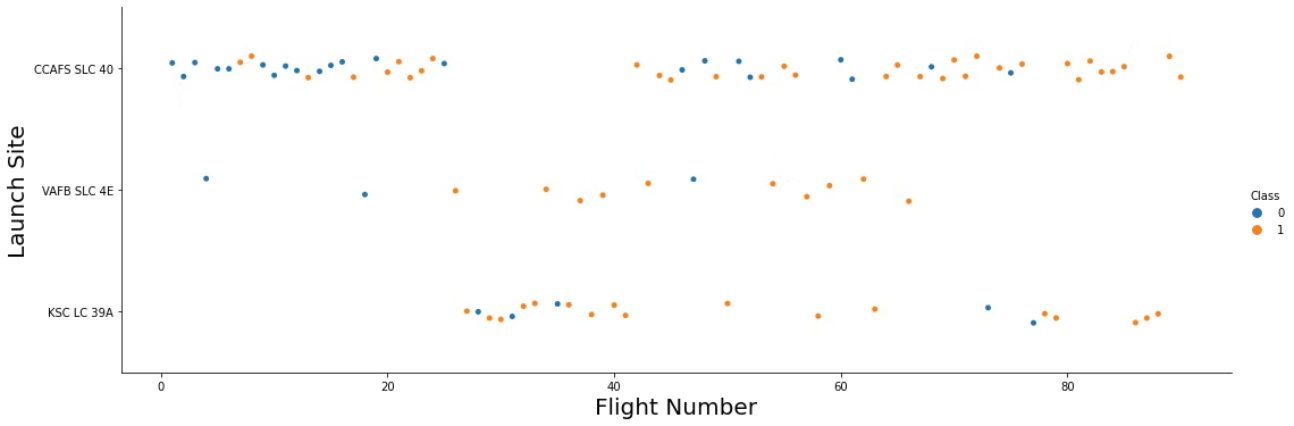 CCAFS SLC 40
VAFB SLC 4E
KSC LC 39A
Launch Site
0
20
40
60
80
Flight Number
Class
0
1